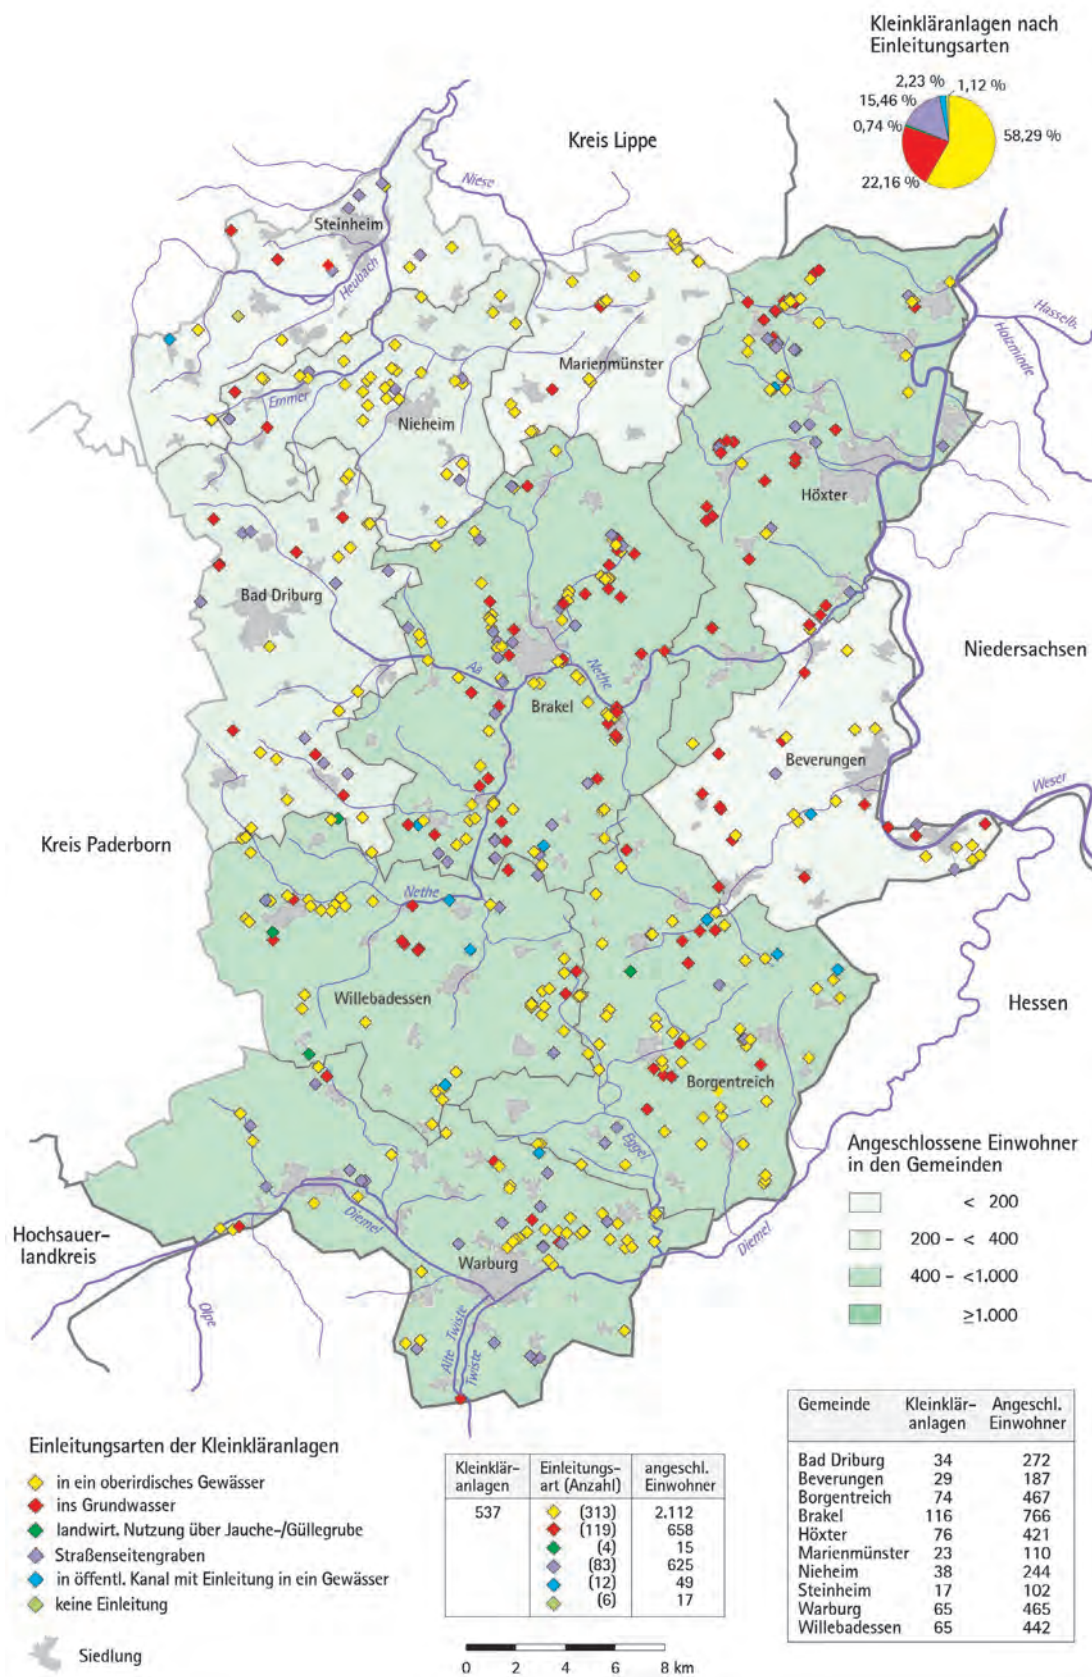 Kleinkläranlagen nach
Einleitungsarten
2,23 %
1,12 %
15,46 %
0,74 %
58,29 %
22,16 %
Kreis Lippe
Niese
Steinheim
Heubach
Hasselb.
Holzminde
Marienmünster
Emmer
Nieheim
Höxter
Bad Driburg
Niedersachsen
Aa
Nethe
Brakel
Beverungen
Weser
Kreis Paderborn
Nethe
Willebadessen
Hessen
Borgentreich
Eggel
Angeschlossene Einwohner
in den Gemeinden
< 200
200 – < 400
400 – <1.000
≥1.000
Hochsauer-
landkreis
Diemel
Diemel
Warburg
Olpe
Alte Twiste
Twiste
Einleitungsarten der Kleinkläranlagen
in ein oberirdisches Gewässer
ins Grundwasser
landwirt. Nutzung über Jauche-/Güllegrube
Straßenseitengraben
in öffentl. Kanal mit Einleitung in ein Gewässer
keine Einleitung
Siedlung
Kleinklär-
anlagen
Einleitungs-
art (Anzahl)
angeschl.
Einwohner
537 (313) 2.112
(119) 658
(4) 15
(83) 625
(12) 49
(6) 17
0 2 4 6 8 km
Gemeinde
Kleinklär-
anlagen
Angeschl.
Einwohner
Bad Driburg 34 272
Beverungen 29 187
Borgentreich 74 467
Brakel 116 766
Höxter 76 421
Marienmünster 23 110
Nieheim 38 244
Steinheim 17 102
Warburg 65 465
Willebadessen 65 442